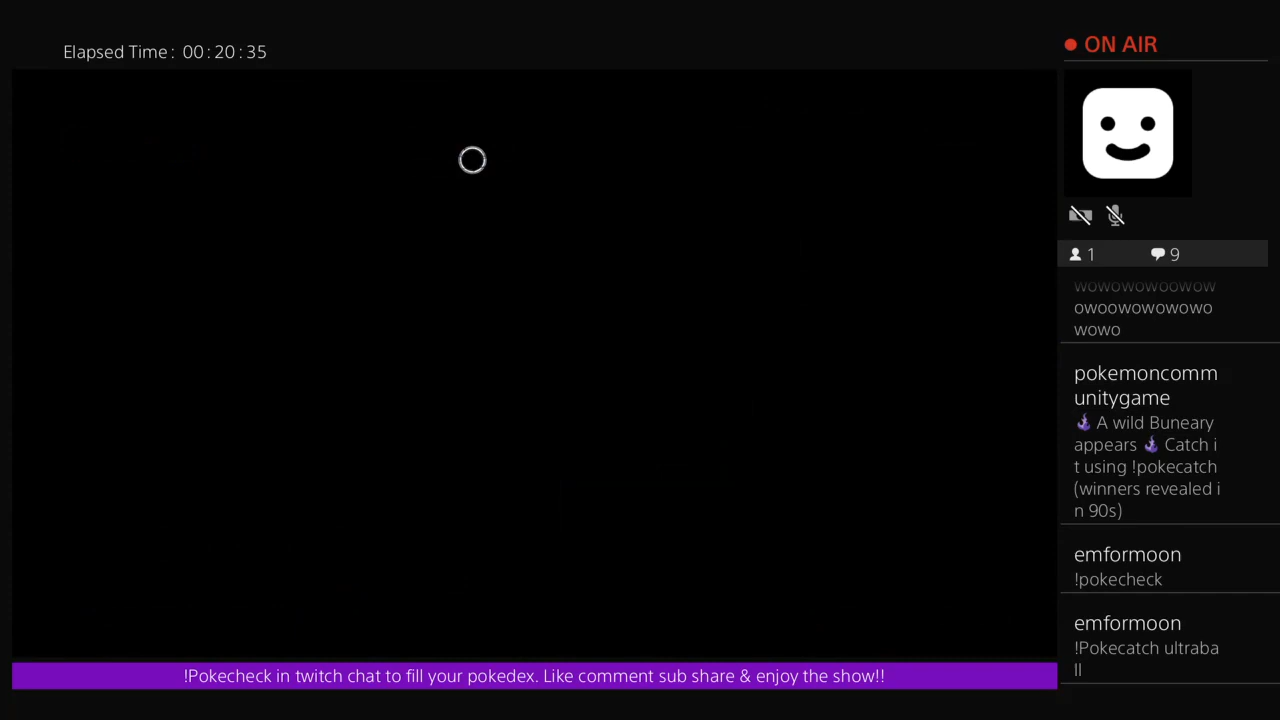 Elapsed Time: 00:20:35
ON AIR
1 9
wowowowoowow
owoowowowowo
wowo
pokemoncomm
unitygame
A wild Buneary
appears Catch i
t using !pokecatch
(winners revealed i
n 90s)
emformoon
!pokecheck
emformoon
!Pokecatch ultraba
ll
!Pokecheck in twitch chat to fill your pokedex. Like comment sub share & enjoy the show!!